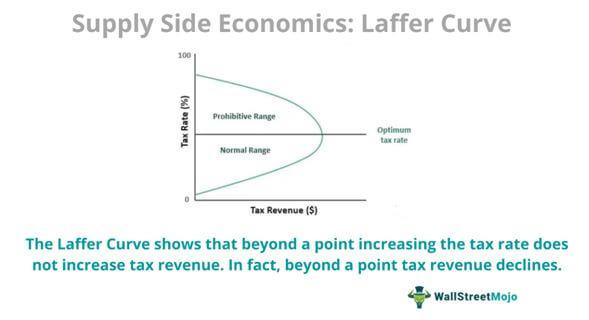 Supply Side Economics: Laffer Curve
100
Tax Rate (%)
Prohibitive Range
Optimum
tax rate
Normal Range
0
Tax Revenue ($)
The Laffer Curve shows that beyond a point increasing the tax rate does
not increase tax revenue. In fact, beyond a point tax revenue declines.
WallStreetMojo